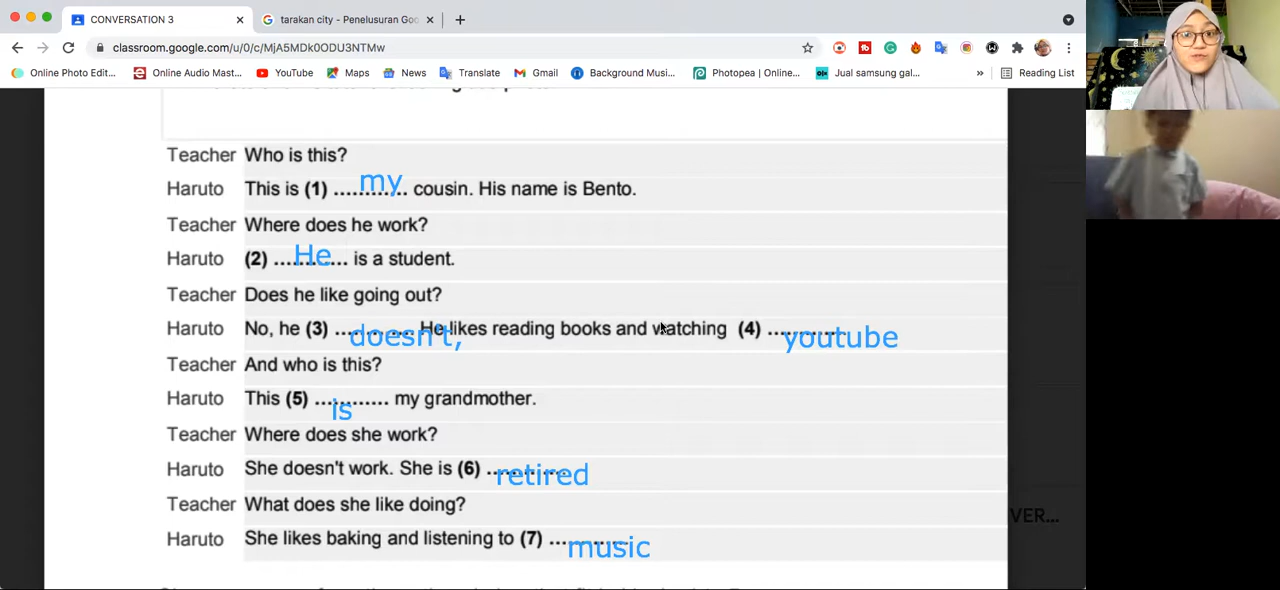 CONVERSATION 3
tarakan city - Penelusuran Goo
classroom.google.com/u/0/c/MjA5MDk0ODU3NTMw
Online Photo Edit...
Online Audio Mast...
YouTube
Maps
News
Translate
Gmail
Background Musi...
Photopea | Online...
Jual samsung gal...
»
Reading List
Teacher Who is this?
Haruto This is (1) ............ my cousin. His name is Bento.
Teacher Where does he work?
Haruto (2) ............ He is a student.
Teacher Does he like going out?
Haruto No, he (3) ............ doesn't, He likes reading books and watching (4) ............ youtube
Teacher And who is this?
Haruto This (5) ............ is my grandmother.
Teacher Where does she work?
Haruto She doesn't work. She is (6) ............ retired
Teacher What does she like doing?
Haruto She likes baking and listening to (7) ............ music
VER...